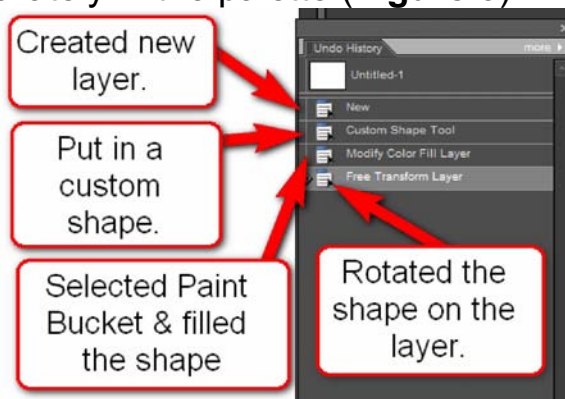 Created new
layer.
Put in a
custom
shape.
Selected Paint
Bucket & filled
the shape
Undo History
more
Untitled-1
New
Custom Shape Tool
Modify Color Fill Layer
Free Transform Layer
Rotated the
shape on the
layer.